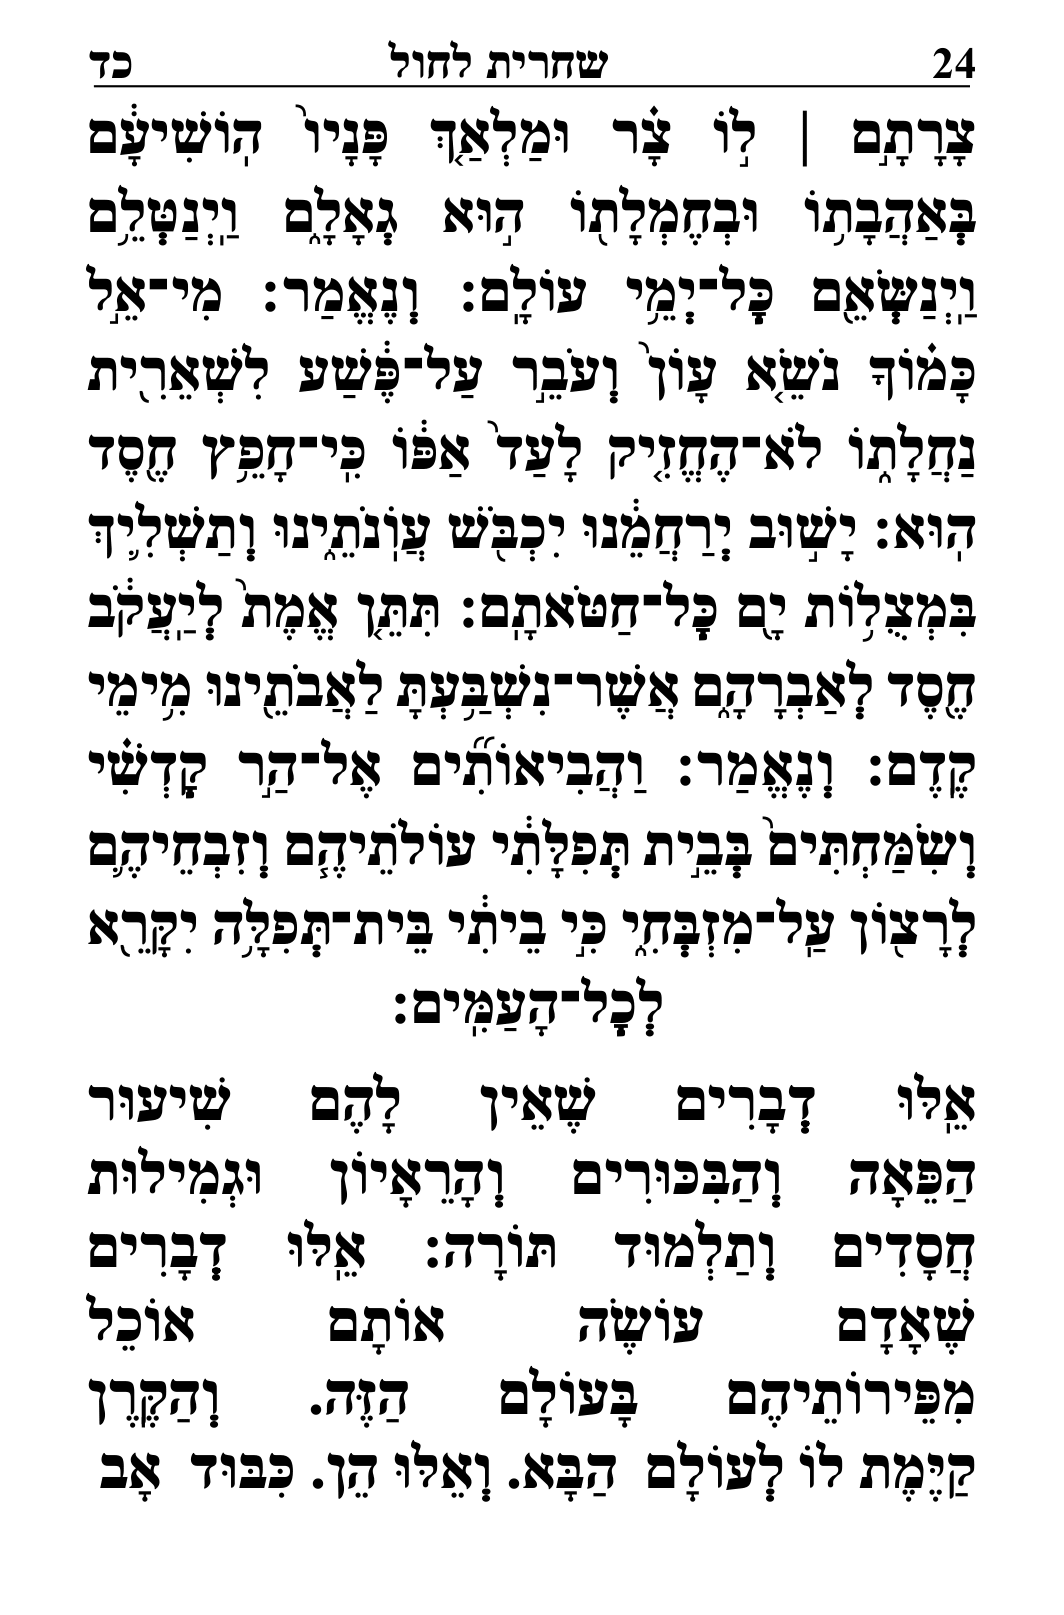 24 שחרית לחול כד
צָרָתָ֣ם | ל֣וֹ צָ֗ר וּמַלְאַ֤ךְ פָּנָיו֙ הֽוֹשִׁיעָ֔ם
בְּאַהֲבָת֥וֹ וּבְחֶמְלָת֖וֹ ה֣וּא גְאָלָ֑ם וַֽיְנַטְּלֵ֥ם
וַֽיְנַשְּׂאֵ֖ם כָּל־יְמֵ֥י עוֹלָֽם׃ וְנֶאֱמַר׃ מִי־אֵ֣ל
כָּמ֗וֹךָ נֹשֵׂ֤א עָוֹן֙ וְעֹבֵ֣ר עַל־פֶּ֔שַׁע לִשְׁאֵרִ֖ית
נַחֲלָת֑וֹ לֹא־הֶחֱזִ֤יק לָעַד֙ אַפּ֔וֹ כִּֽי־חָפֵ֥ץ חֶ֖סֶד
הֽוּא׃ יָשׁ֣וּב יְרַחֲמֵ֔נוּ יִכְבֹּ֖שׁ עֲוֺֽנֹתֵ֑ינוּ וְתַשְׁלִ֛יךְ
בִּמְצֻל֥וֹת יָ֖ם כָּל־חַטֹּאתָֽם׃ תִּתֵּ֤ן אֱמֶת֙ לְיַֽעֲקֹ֔ב
חֶ֖סֶד לְאַבְרָהָ֑ם אֲשֶׁר־נִשְׁבַּ֥עְתָּ לַאֲבֹתֵ֖ינוּ מִ֥ימֵי
קֶֽדֶם׃ וְנֶאֱמַר׃ וַהֲבִיאוֹתִ֞ים אֶל־הַ֣ר קָדְשִׁ֗י
וְשִׂמַּחְתִּים֙ בְּבֵ֣ית תְּפִלָּתִ֔י עוֹלֹתֵיהֶ֧ם וְזִבְחֵיהֶ֛ם
לְרָצ֖וֹן עַֽל־מִזְבְּחִ֑י כִּ֣י בֵיתִ֔י בֵּית־תְּפִלָּ֥ה יִקָּרֵ֖א
לְכָל־הָעַמִּֽים׃
אֵֽלּוּ דְבָרִים שֶׁאֵין לָהֶם שִׁיעוּר
הַפֵּאָה וְהַבִּכּוּרִים וְהָרֵאָיוֹן וּגְמִילוּת
חֲסָדִים וְתַלְמוּד תּוֹרָה׃ אֵֽלּוּ דְבָרִים
שֶׁאָדָם עוֹשֶׂה אוֹתָם אוֹכֵל
מִפֵּירוֹתֵיהֶם בָּעוֹלָם הַזֶּה. וְהַקֶּרֶן
קַיֶּמֶת לוֹ לְעוֹלָם הַבָּא. וְאֵלּוּ הֵן. כִּבּוּד אָב